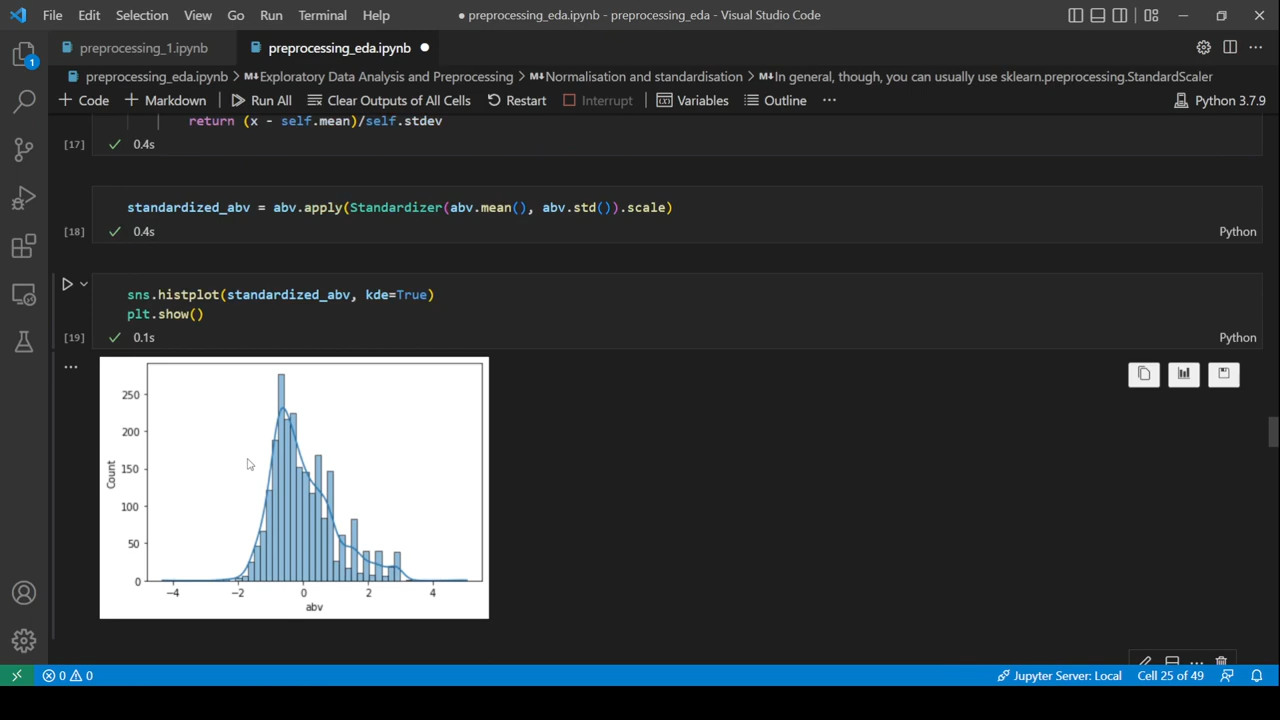 File Edit Selection View Go Run Terminal Help
● preprocessing_eda.ipynb - preprocessing_eda - Visual Studio Code
preprocessing_1.ipynb
preprocessing_eda.ipynb ●
preprocessing_eda.ipynb > M↓Exploratory Data Analysis and Preprocessing > M↓Normalisation and standardisation > M↓In general, though, you can usually use sklearn.preprocessing.StandardScaler
+ Code + Markdown Run All Clear Outputs of All Cells Restart Interrupt (x) Variables Outline ... Python 3.7.9
return (x - self.mean)/self.stdev
[17] ✓ 0.4s
standardized_abv = abv.apply(Standardizer(abv.mean(), abv.std()).scale)
[18] ✓ 0.4s Python
sns.histplot(standardized_abv, kde=True)
plt.show()
[19] ✓ 0.1s Python
...
250
200
150
100
50
0
Count
−4 −2 0 2 4
abv
1
0 0 Jupyter Server: Local Cell 25 of 49